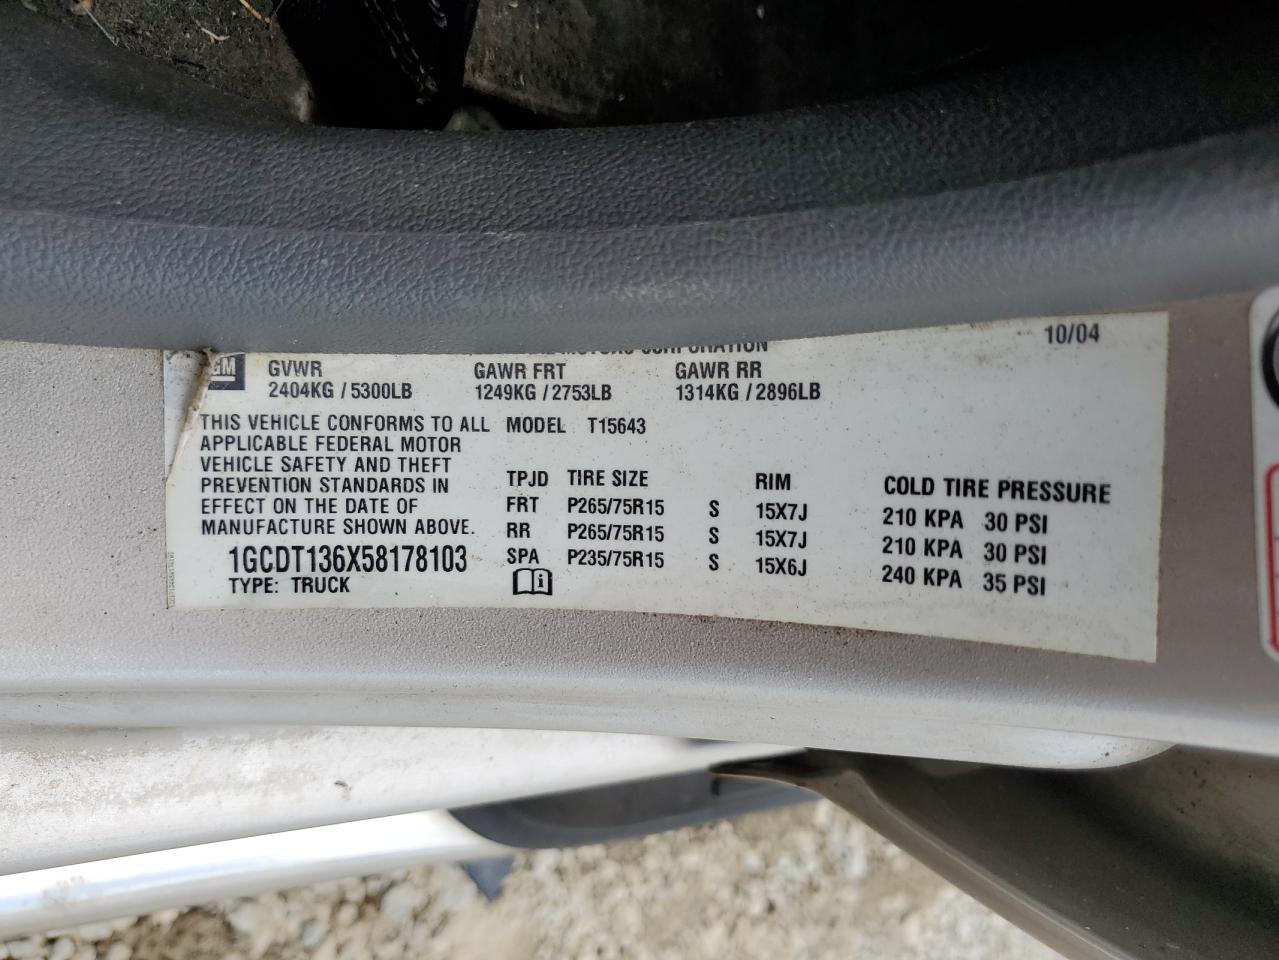 CORPORATION 10/04
GM GVWR GAWR FRT GAWR RR
2404KG / 5300LB 1249KG / 2753LB 1314KG / 2896LB
THIS VEHICLE CONFORMS TO ALL MODEL T15643
APPLICABLE FEDERAL MOTOR
VEHICLE SAFETY AND THEFT
PREVENTION STANDARDS IN
EFFECT ON THE DATE OF
MANUFACTURE SHOWN ABOVE.
1GCDT136X58178103
TYPE: TRUCK
TPJD TIRE SIZE RIM COLD TIRE PRESSURE
FRT P265/75R15 S 15X7J 210 KPA 30 PSI
RR P265/75R15 S 15X7J 210 KPA 30 PSI
SPA P235/75R15 S 15X6J 240 KPA 35 PSI